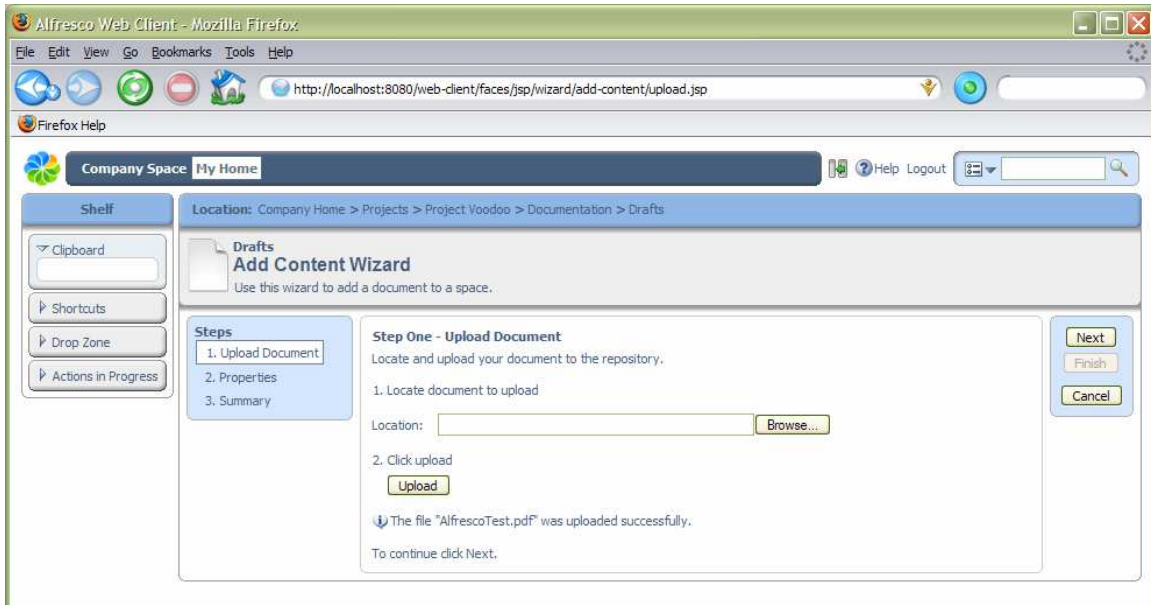 Alfresco Web Client - Mozilla Firefox
File Edit View Go Bookmarks Tools Help
http://localhost:8080/web-client/faces/jsp/wizard/add-content/upload.jsp
Firefox Help
Company Space My Home Help Logout
Shelf
Location: Company Home > Projects > Project Voodoo > Documentation > Drafts
Clipboard
Shortcuts
Drop Zone
Actions in Progress
Drafts
Add Content Wizard
Use this wizard to add a document to a space.
Steps
1. Upload Document
2. Properties
3. Summary
Step One - Upload Document
Locate and upload your document to the repository.
1. Locate document to upload
Location: Browse...
2. Click upload
Upload
The file "AlfrescoTest.pdf" was uploaded successfully.
To continue click Next.
Next
Finish
Cancel